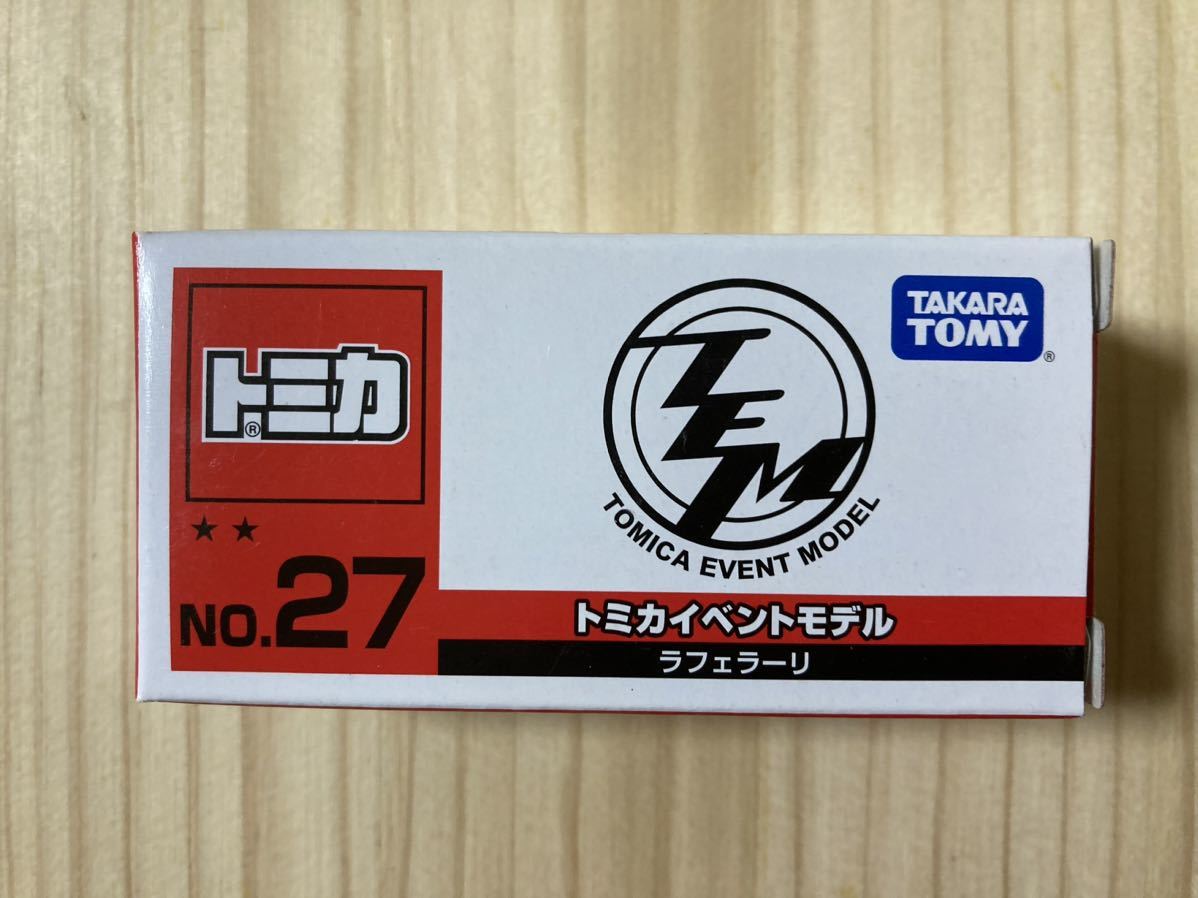 トミカ®
★★
NO.27
TEM
TOMICA EVENT MODEL
TAKARA
TOMY®
トミカイベントモデル
ラフェラーリ